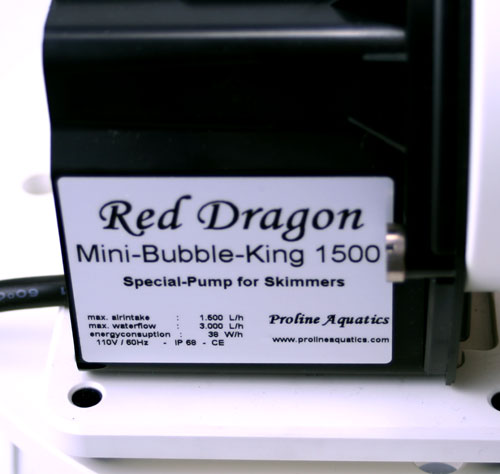 Red Dragon
Mini-Bubble-King 1500
Special-Pump for Skimmers
max. airintake : 1.600 L/h
max. waterflow : 3.000 L/h
energyconsuption : 38 W/h
110V / 60Hz - IP 68 - CE
Proline Aquatics
www.prolineaquatics.com